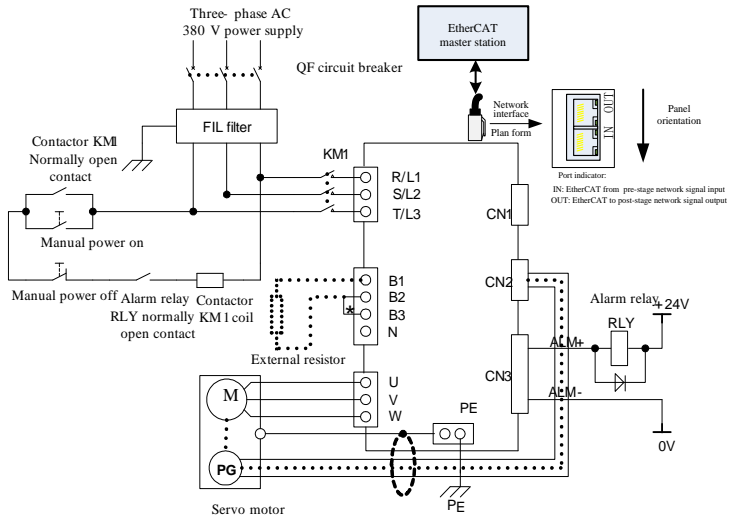 Three- phase AC
380 V power supply
QF circuit breaker
EtherCAT
master station
Network
interface
Plan form
OUT
IN
Panel
orientation
Port indicator:
IN: EtherCAT from pre-stage network signal input
OUT: EtherCAT to post-stage network signal output
FIL filter
Contactor KM1
Normally open
contact
KM1
R/L1
S/L2
T/L3
CN1
Manual power on
Manual power off
Alarm relay
RLY normally
open contact
Contactor
KM1 coil
B1
B2
*
B3
N
External resistor
CN2
Alarm relay
+24V
RLY
ALM+
CN3
ALM-
0V
U
V
W
M
PG
PE
PE
Servo motor